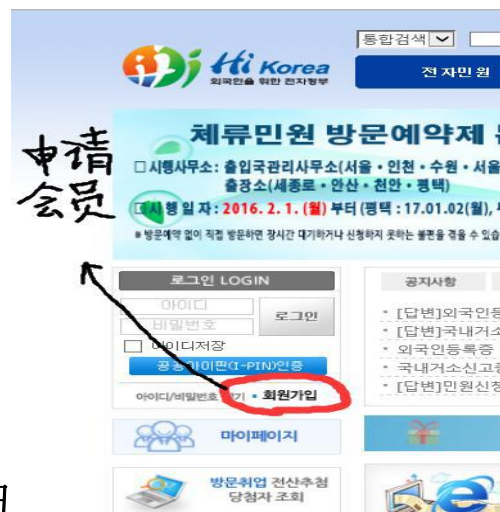 통합검색
Hi Korea
외국인을 위한 전자정부
전자민원
체류민원 방문예약제
申请
会员
□ 시행사무소 : 출입국관리사무소(서울·인천·수원·서울
출장소(세종로·안산·천안·평택)
시행일자 : 2016. 2. 1. (월) 부터 (평택 : 17.01.02(월),
※ 방문예약 없이 직접 방문하면 장시간 대기하거나 신청하지 못하는 불편을 겪을 수 있습
로그인 LOGIN
아이디
비밀번호
로그인
아이디저장
공공아이핀(I-PIN)인증
아이디/비밀번호 찾기 • 회원가입
공지사항
• [답변]외국인등
• [답변]국내거소
• 외국인등록증
• 국내거소신고증
• [답변]민원신청
마이페이지
방문취업 전산추첨
당첨자 조회